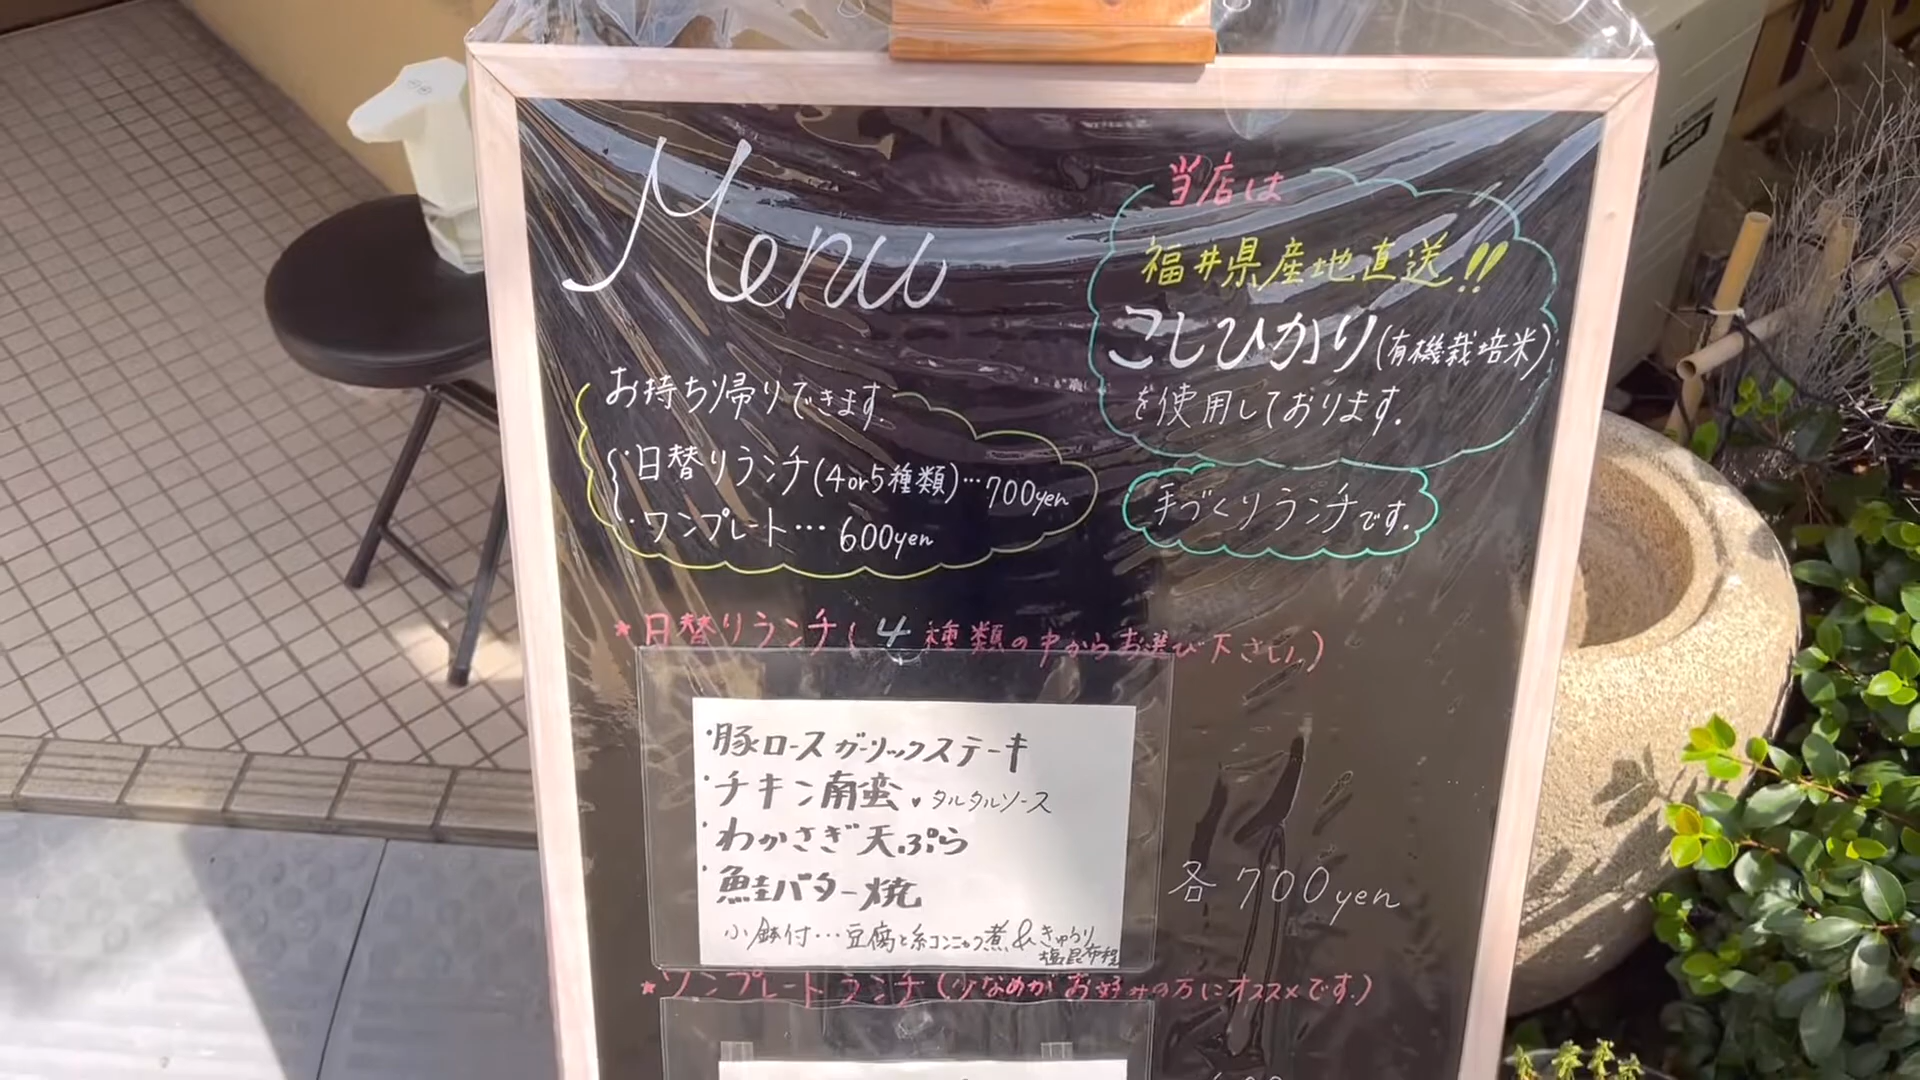 Menu
当店は
福井県産地直送!!
こしひかり(有機栽培米)
を使用しております。
お持ち帰りできます。
・日替りランチ(4or5種類)…700yen
・ワンプレート… 600yen
手づくりランチです。
★日替りランチ( 4 種類の中からお選び下さい。)
・豚ロースガーリックステーキ
・チキン南蛮♥タルタルソース
・わかさぎ天ぷら
・鮭バター焼
小鉢付…豆腐と糸コンニャク煮&きゅうり
塩昆布和
各700yen
★ワンプレートランチ(少なめがお好みの方にオススメです。)